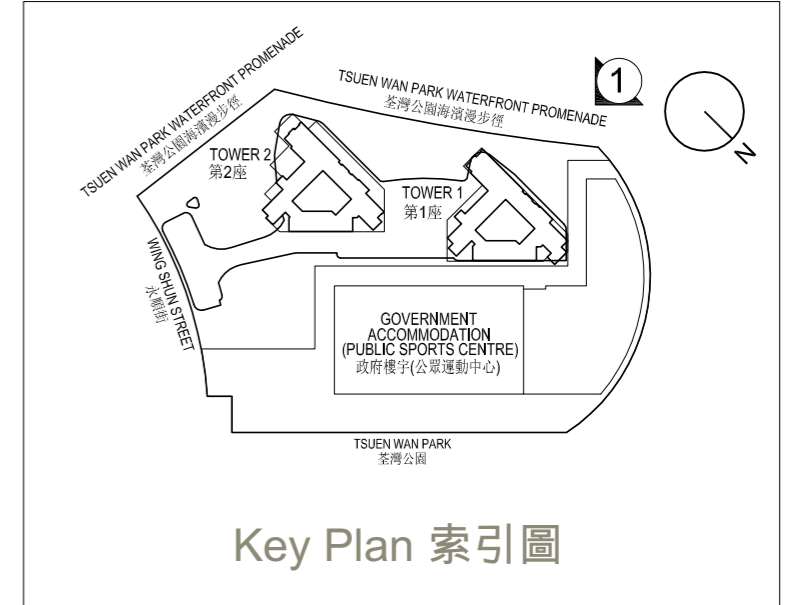 TSUEN WAN PARK WATERFRONT PROMENADE
荃灣公園海濱漫步徑
TSUEN WAN PARK WATERFRONT PROMENADE
荃灣公園海濱漫步徑
1
N
TOWER 2
第2座
TOWER 1
第1座
WING SHUN STREET
永順街
GOVERNMENT
ACCOMMODATION
(PUBLIC SPORTS CENTRE)
政府樓宇(公眾運動中心)
TSUEN WAN PARK
荃灣公園
Key Plan 索引圖